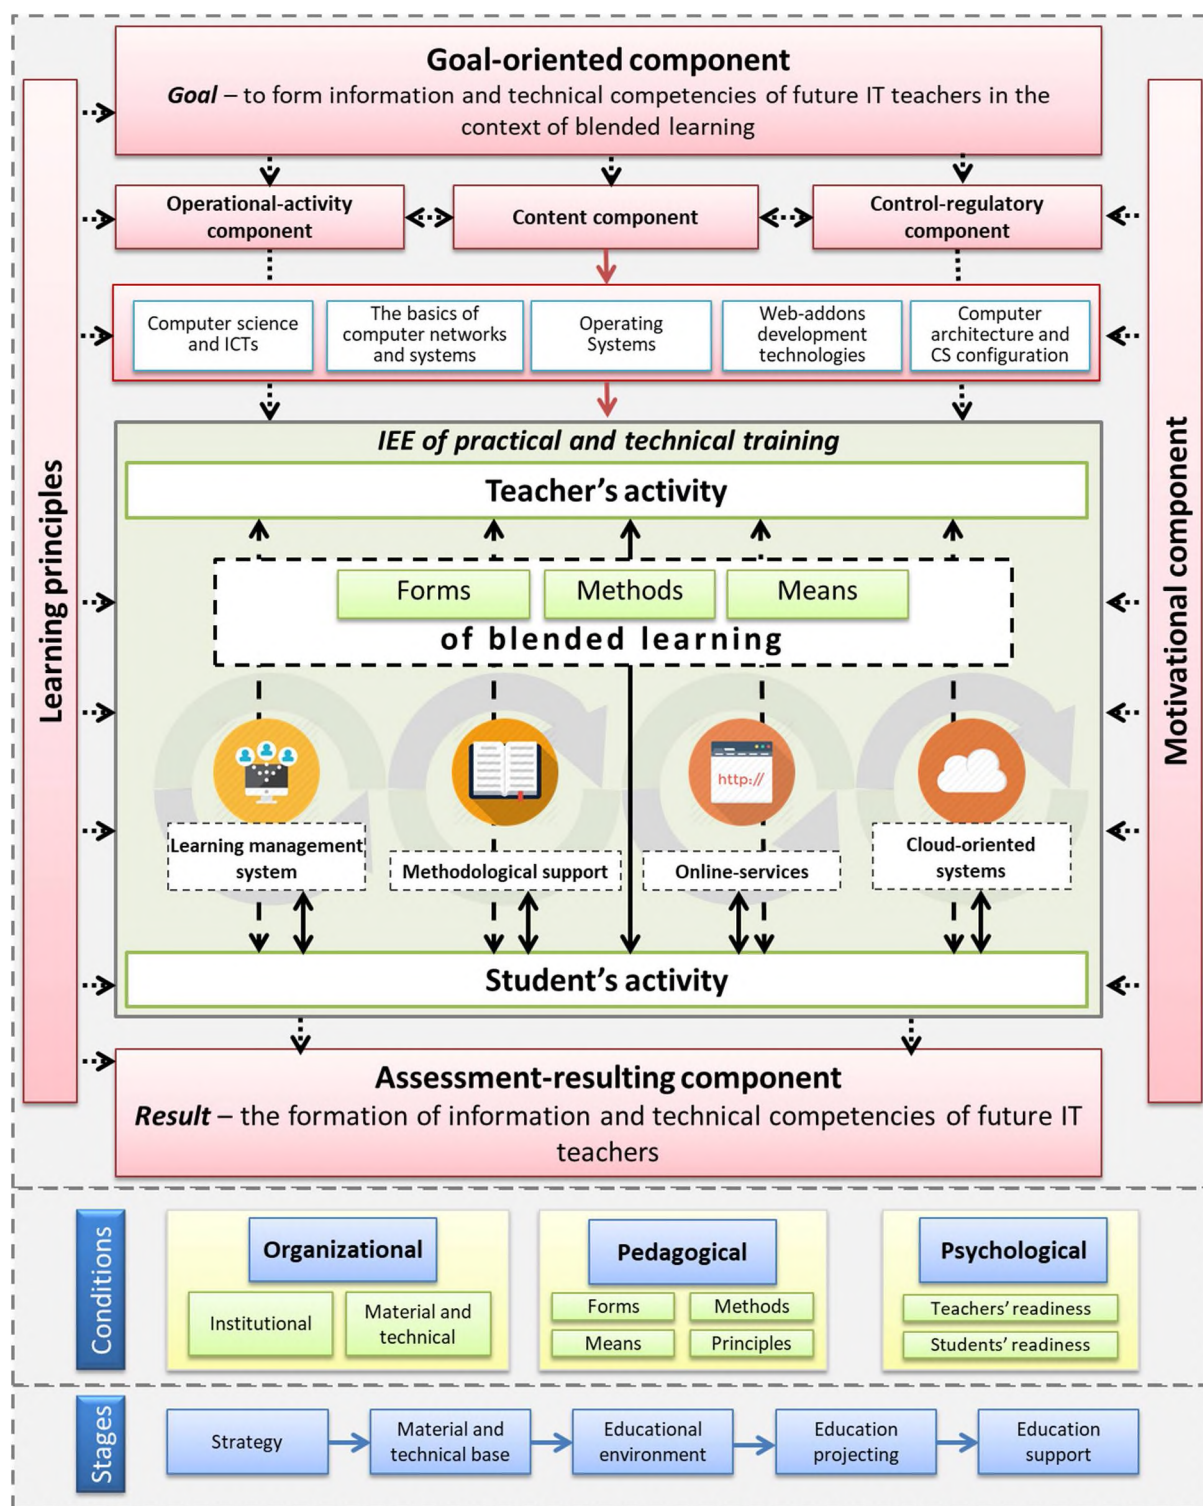 Goal-oriented component
Goal – to form information and technical competencies of future IT teachers in the
context of blended learning
Learning principles
Motivational component
Operational-activity
component
Content component
Control-regulatory
component
Computer science
and ICTs
The basics of
computer networks
and systems
Operating
Systems
Web-addons
development
technologies
Computer
architecture and
CS configuration
IEE of practical and technical training
Teacher's activity
Forms
Methods
Means
of blended learning
http://
Learning management
system
Methodological support
Online-services
Cloud-oriented
systems
Student's activity
Assessment-resulting component
Result – the formation of information and technical competencies of future IT
teachers
Conditions
Organizational
Institutional
Material and
technical
Pedagogical
Forms
Methods
Means
Principles
Psychological
Teachers' readiness
Students' readiness
Stages
Strategy
Material and
technical base
Educational
environment
Education
projecting
Education
support